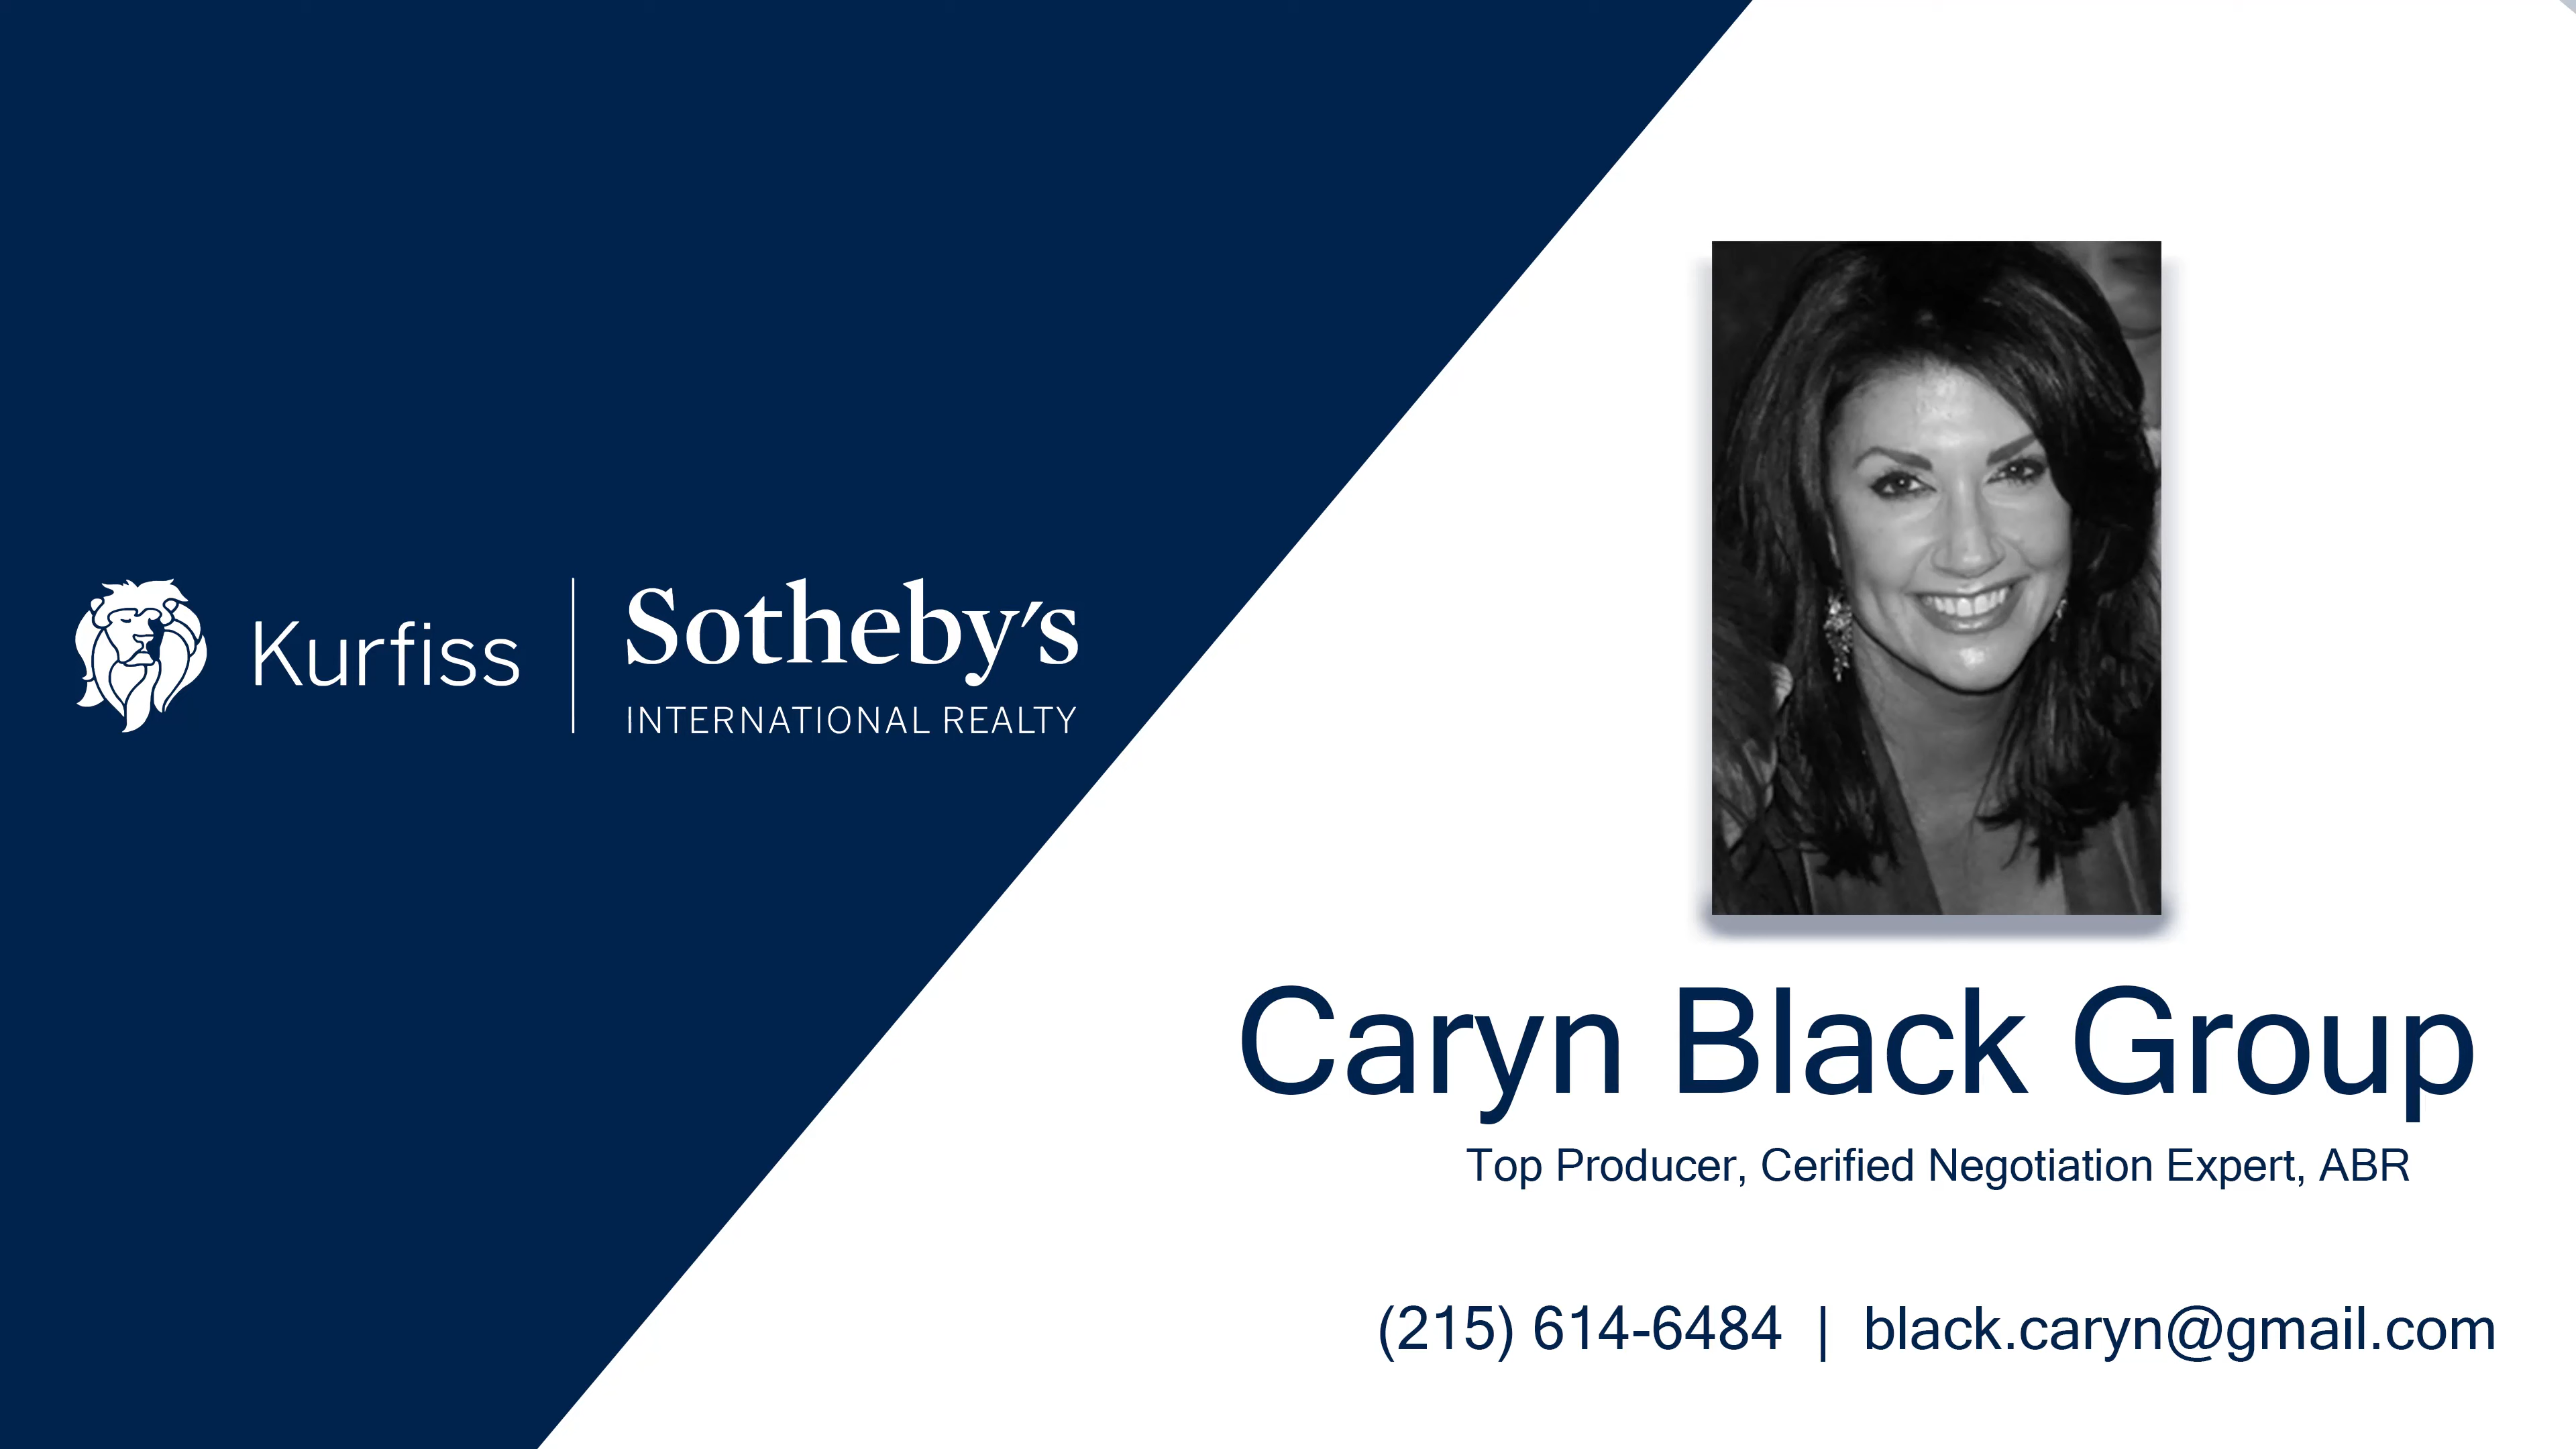 Kurfiss
Sotheby's
INTERNATIONAL REALTY
Caryn Black Group
Top Producer, Cerified Negotiation Expert, ABR
(215) 614-6484 | black.caryn@gmail.com